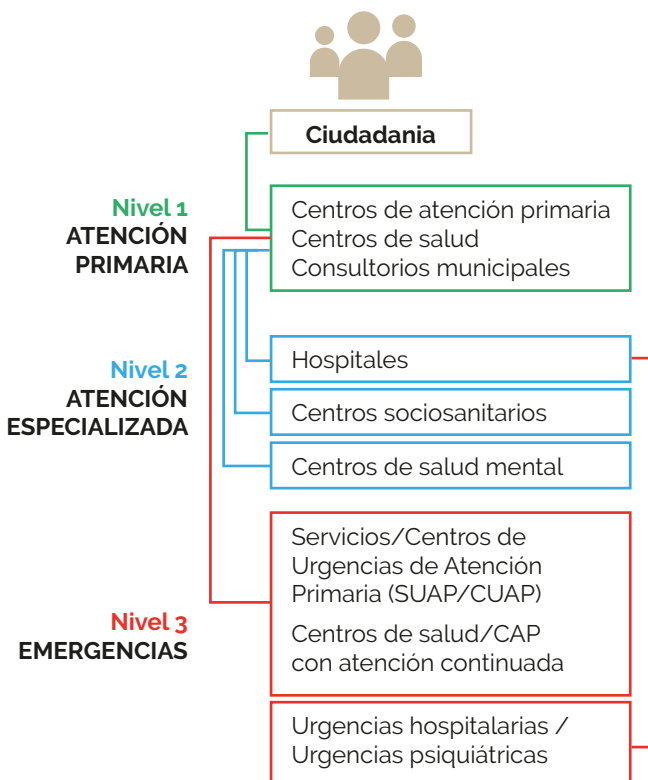 Ciudadania
Nivel 1
ATENCIÓN
PRIMARIA
Centros de atención primaria
Centros de salud
Consultorios municipales
Nivel 2
ATENCIÓN
ESPECIALIZADA
Hospitales
Centros sociosanitarios
Centros de salud mental
Nivel 3
EMERGENCIAS
Servicios/Centros de
Urgencias de Atención
Primaria (SUAP/CUAP)
Centros de salud/CAP
con atención continuada
Urgencias hospitalarias /
Urgencias psiquiátricas